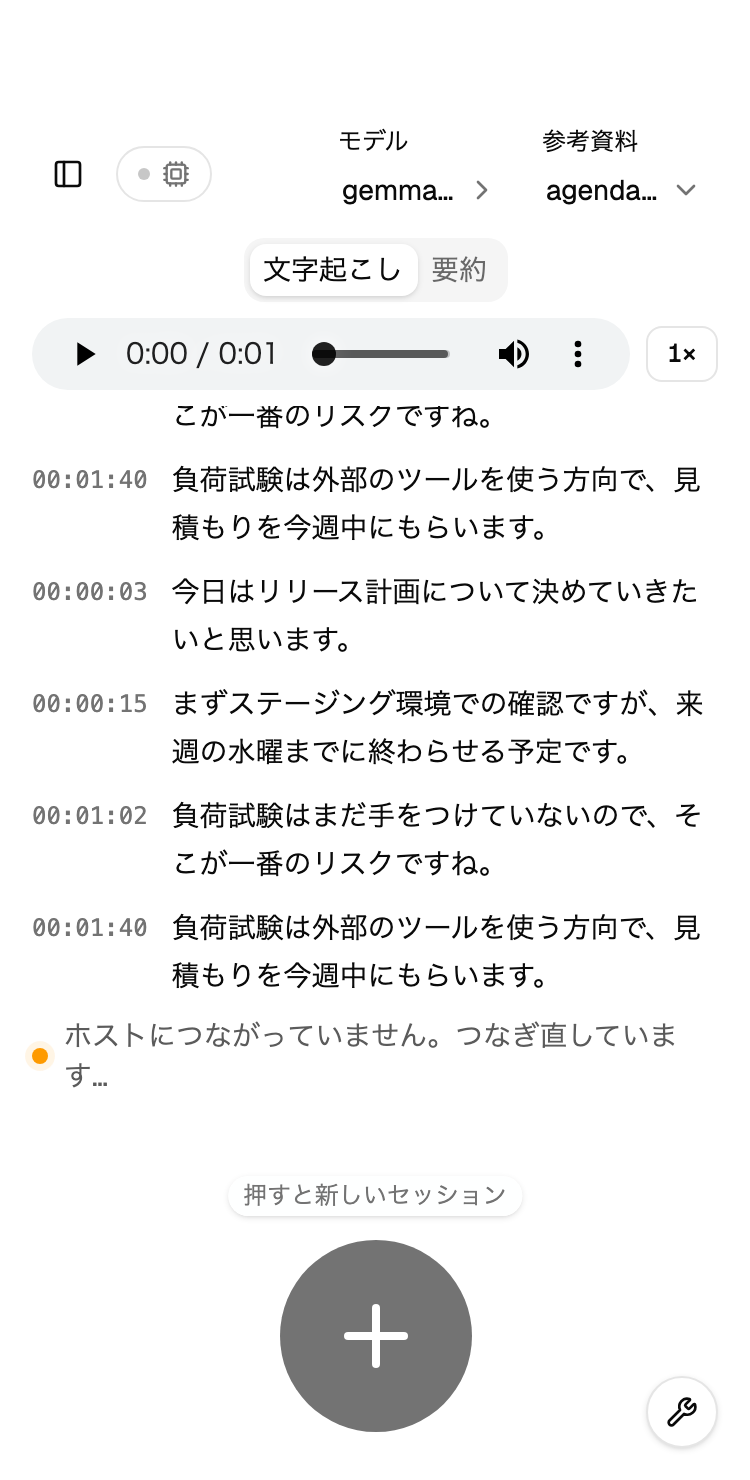 モデル
参考資料
gemma...
agenda...
文字起こし
要約
0:00 / 0:01
1×
こが一番のリスクですね。
00:01:40 負荷試験は外部のツールを使う方向で、見
積もりを今週中にもらいます。
00:00:03 今日はリリース計画について決めていきた
いと思います。
00:00:15 まずステージング環境での確認ですが、来
週の水曜までに終わらせる予定です。
00:01:02 負荷試験はまだ手をつけていないので、そ
こが一番のリスクですね。
00:01:40 負荷試験は外部のツールを使う方向で、見
積もりを今週中にもらいます。
ホストにつながっていません。つなぎ直していま
す...
押すと新しいセッション